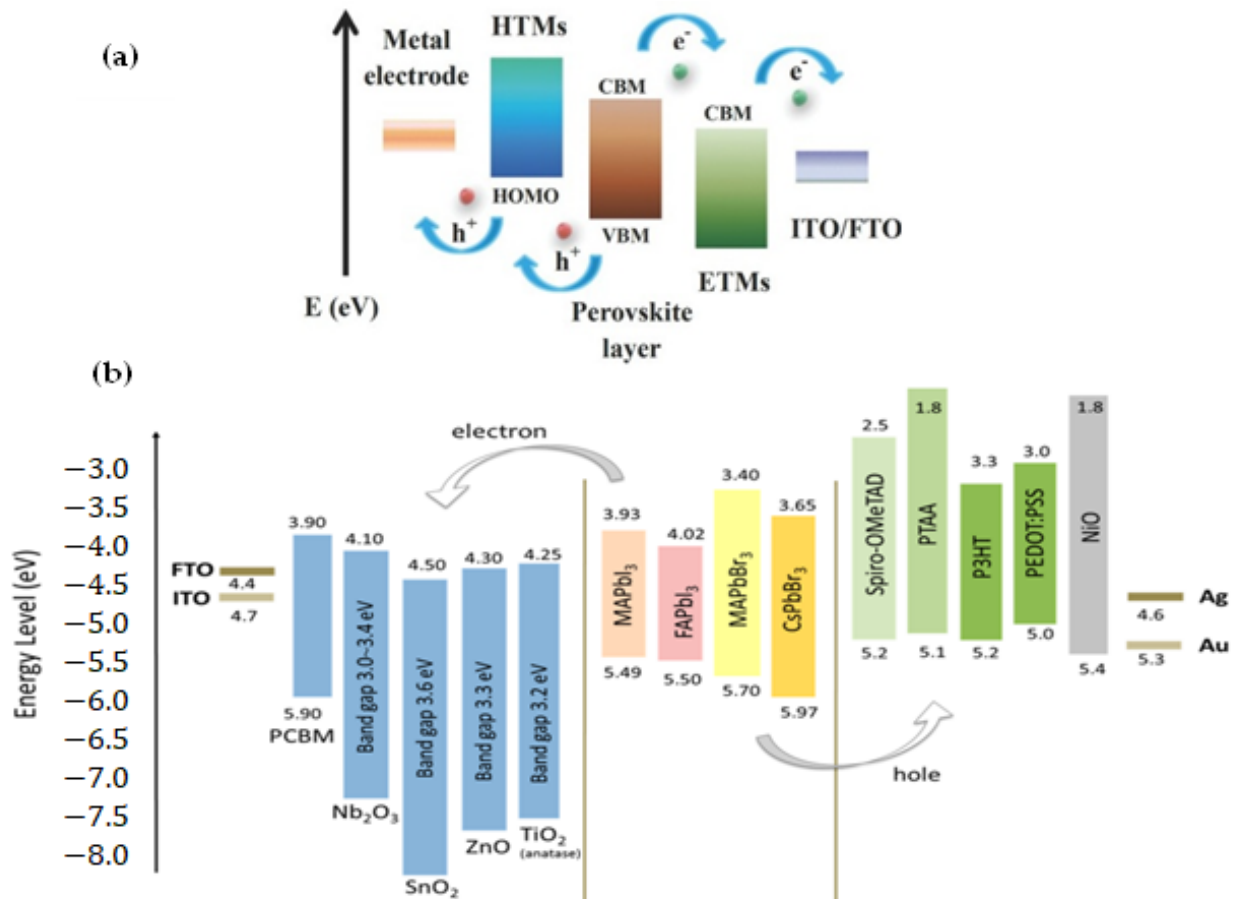 (a)
Metal
electrode
HTMs
HOMO
h⁺
E (eV)
CBM
VBM
h⁺
Perovskite
layer
e⁻
CBM
ETMs
e⁻
ITO/FTO
(b)
Energy Level (eV)
−3.0
−3.5
−4.0
−4.5
−5.0
−5.5
−6.0
−6.5
−7.0
−7.5
−8.0
FTO
4.4
ITO
4.7
3.90
5.90
PCBM
4.10
Band gap 3.0~3.4 eV
Nb₂O₃
4.50
Band gap 3.6 eV
SnO₂
4.30
Band gap 3.3 eV
ZnO
4.25
Band gap 3.2 eV
TiO₂
(anatase)
electron
3.93
MAPbI₃
5.49
4.02
FAPbI₃
5.50
3.40
MAPbBr₃
5.70
3.65
CsPbBr₃
5.97
hole
2.5
Spiro-OMeTAD
5.2
1.8
PTAA
5.1
3.3
P3HT
5.2
3.0
PEDOT:PSS
5.0
1.8
NiO
5.4
Ag
4.6
Au
5.3